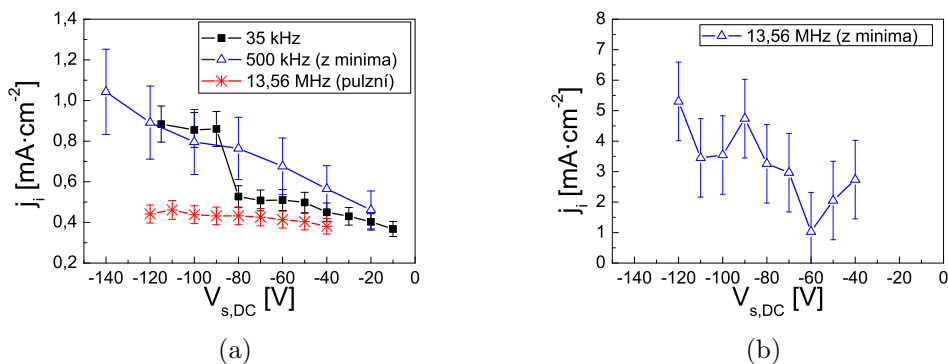 1,4
1,2
1,0
0,8
0,6
0,4
0,2
j_i [mA·cm⁻²]
35 kHz
500 kHz (z minima)
13,56 MHz (pulzní)
-140 -120 -100 -80 -60 -40 -20 0
V_s,DC [V]
(a)
8
7
6
5
4
3
2
1
0
j_i [mA·cm⁻²]
13,56 MHz (z minima)
-140 -120 -100 -80 -60 -40 -20 0
V_s,DC [V]
(b)